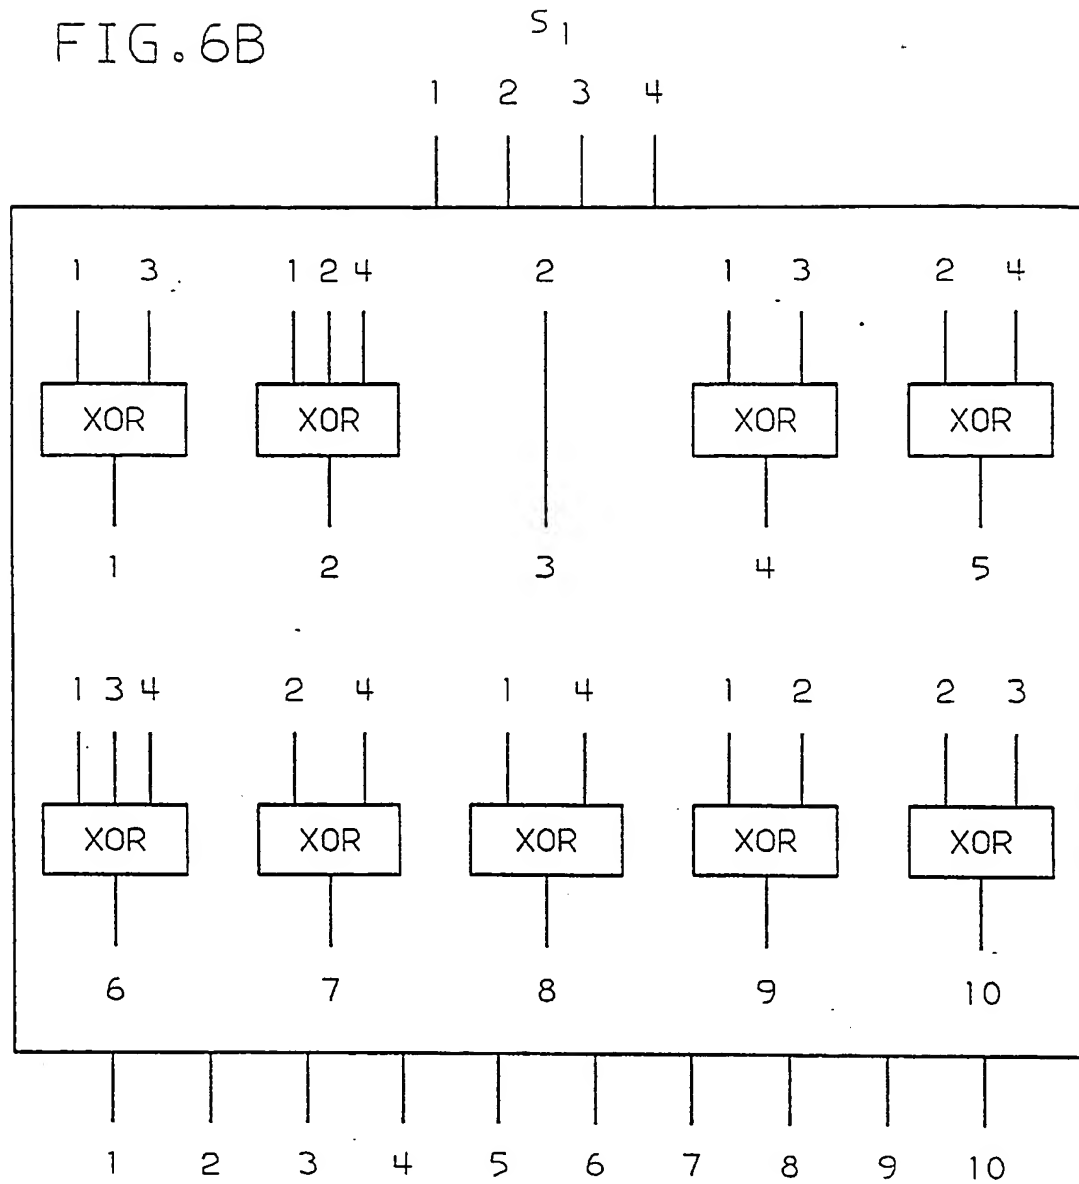 FIG.6B
S1
1 2 3 4
1 3 1 2 4 2 1 3 2 4
XOR XOR XOR XOR
1 2 3 4 5
1 3 4 2 4 1 4 1 2 2 3
XOR XOR XOR XOR XOR
6 7 8 9 10
1 2 3 4 5 6 7 8 9 10